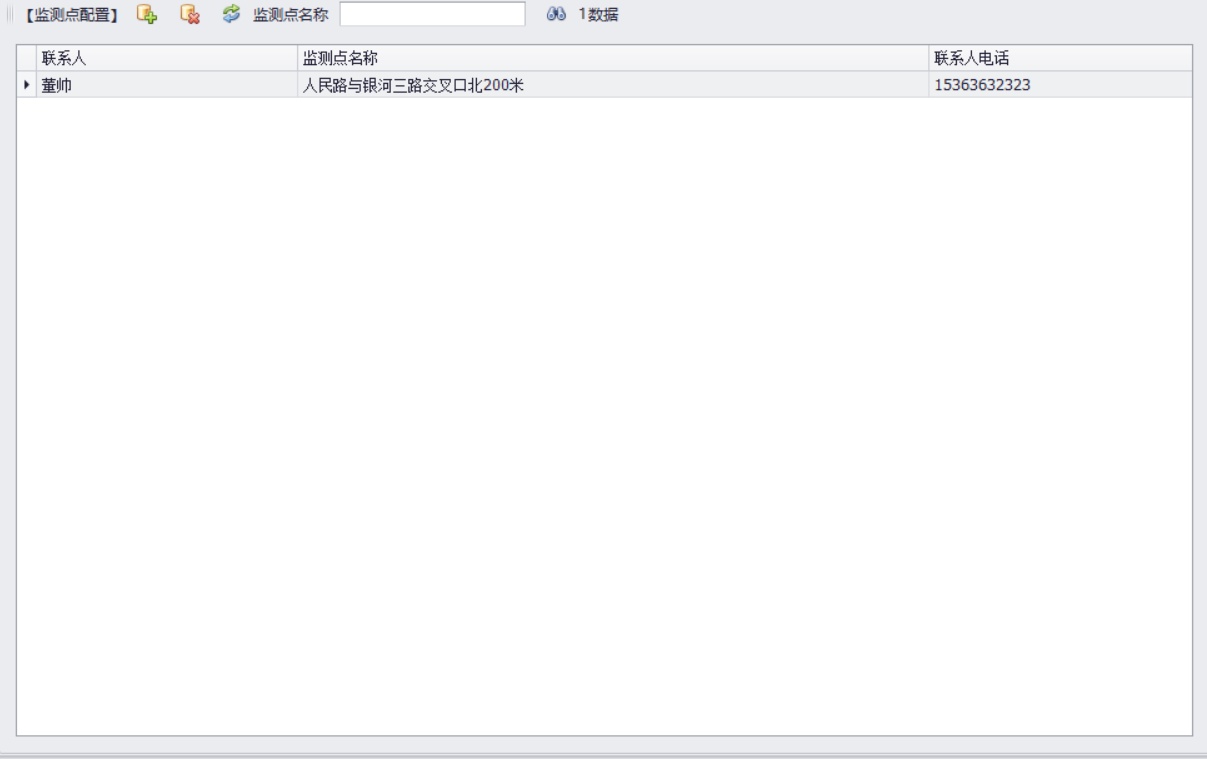 【监测点配置】 监测点名称 1数据
联系人 监测点名称 联系人电话
董帅 人民路与银河三路交叉口北200米 15363632323